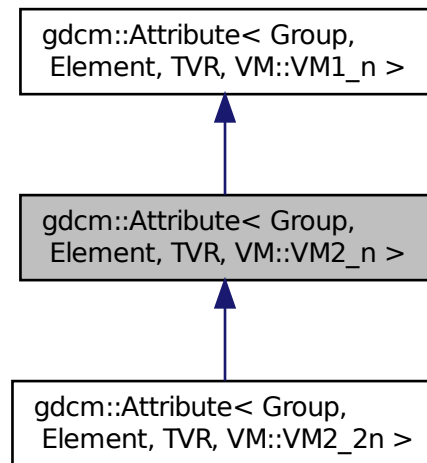 gdcm::Attribute< Group,
Element, TVR, VM::VM1_n >
gdcm::Attribute< Group,
Element, TVR, VM::VM2_n >
gdcm::Attribute< Group,
Element, TVR, VM::VM2_2n >